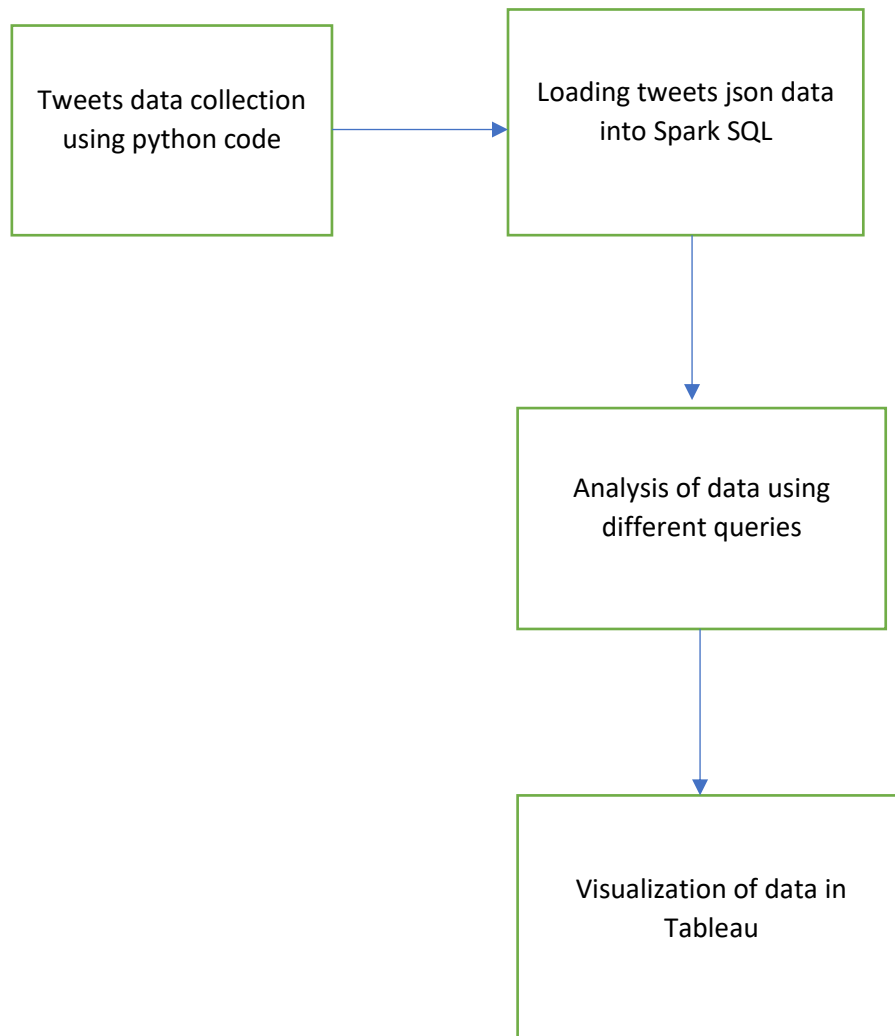 Tweets data collection
using python code
Loading tweets json data
into Spark SQL
Analysis of data using
different queries
Visualization of data in
Tableau